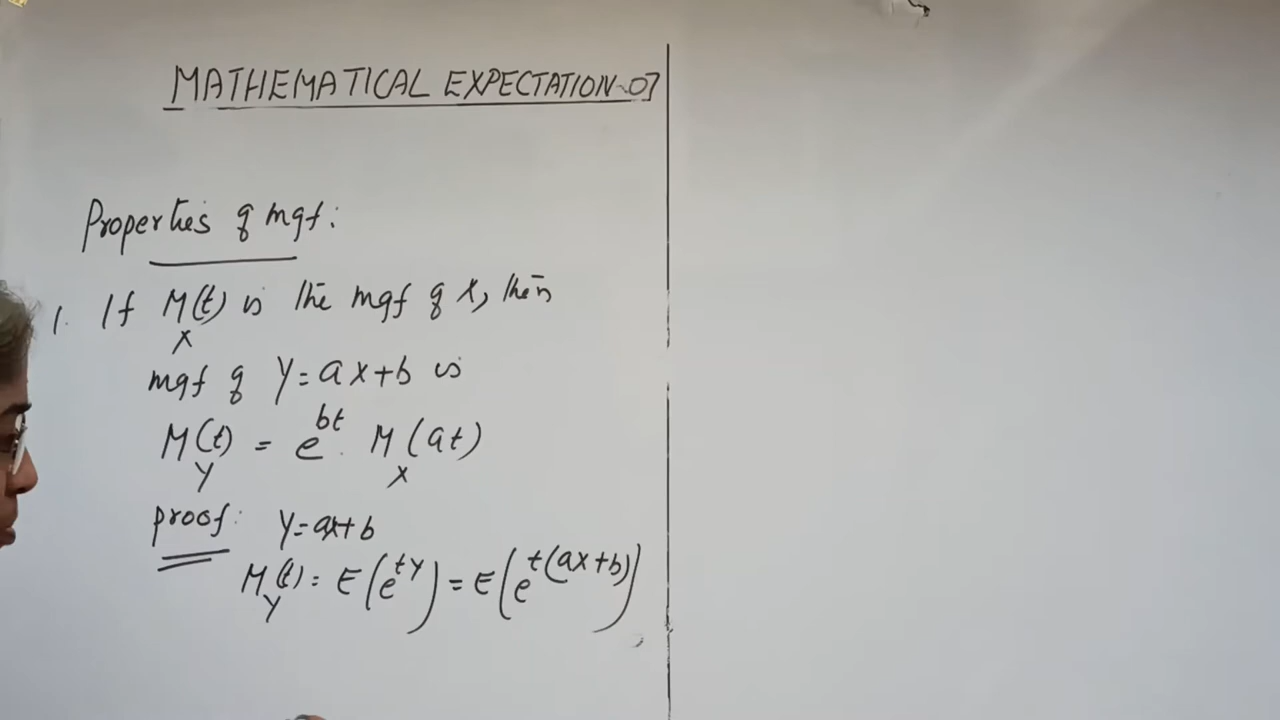 MATHEMATICAL EXPECTATION-07
Properties of mgf:
1. If M_X(t) is the mgf of X, then
mgf of Y=aX+b is
M_Y(t) = e^{bt}. M_X(at)
proof: Y=aX+b
M_Y(t) = E(e^{tY}) = E(e^{t(aX+b)})